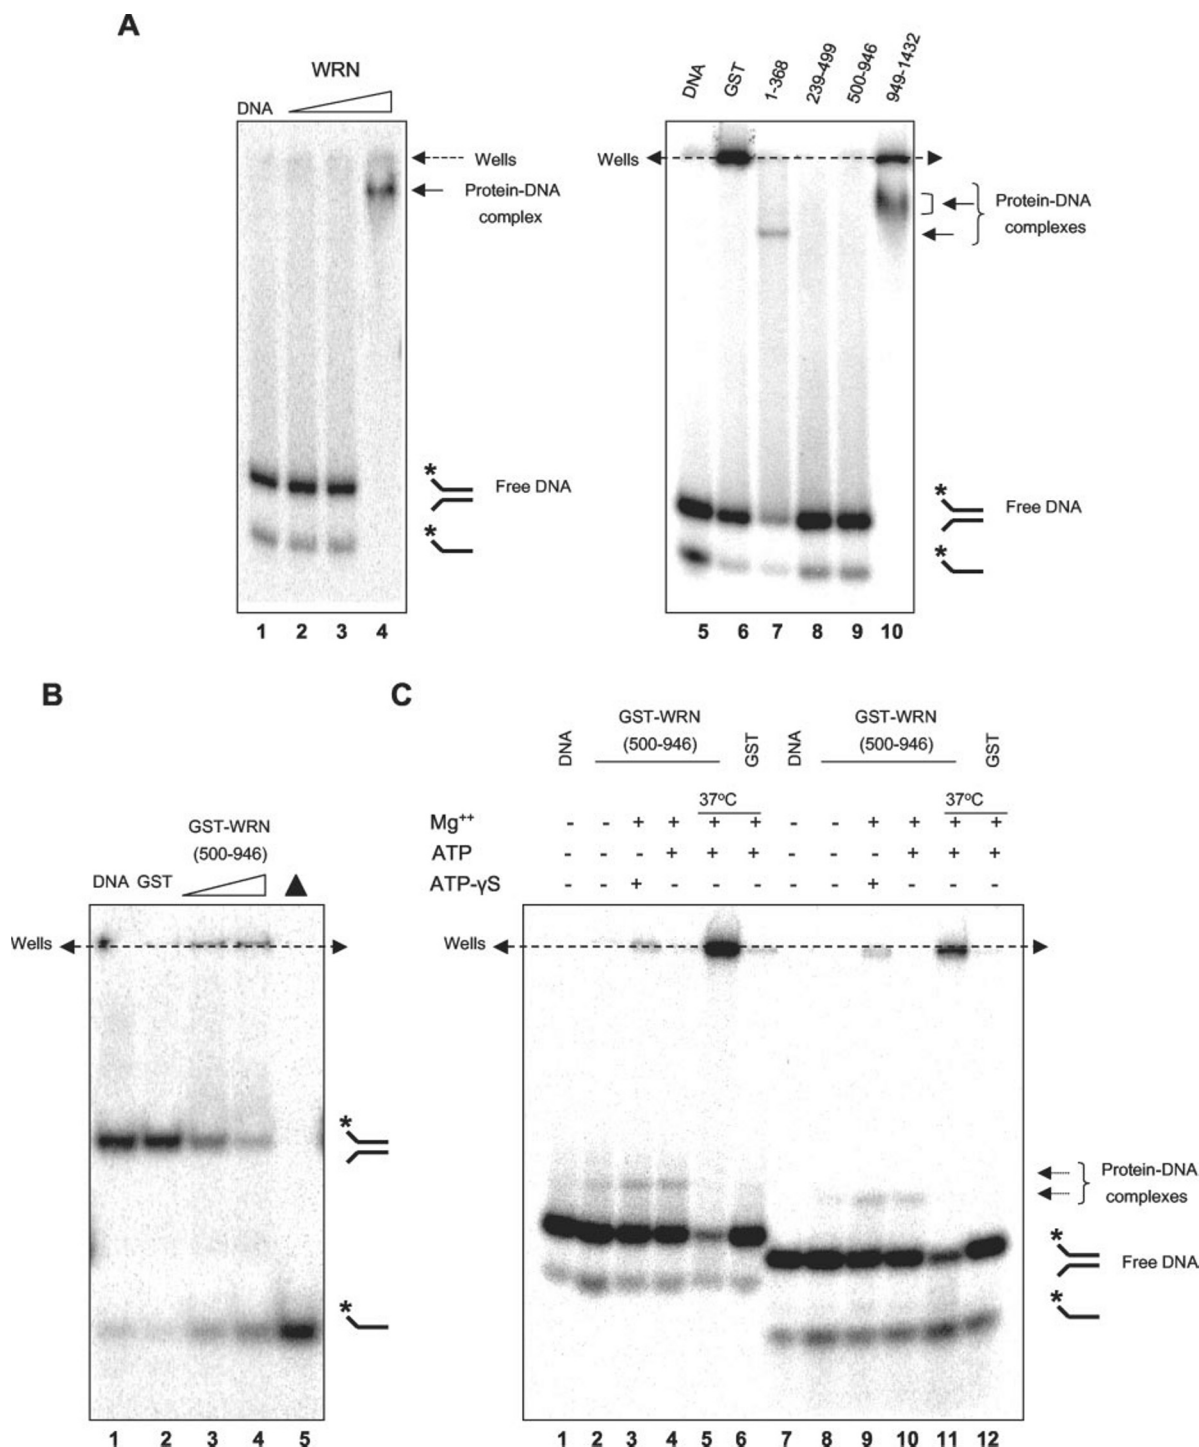 A
WRN
DNA
Wells
Protein-DNA
complex
*
Free DNA
*
1 2 3 4
DNA GST 1-368 239-499 500-946 949-1432
Wells
Protein-DNA
complexes
*
Free DNA
*
5 6 7 8 9 10
B
GST-WRN
(500-946)
DNA GST
Wells
*
*
1 2 3 4 5
C
DNA GST-WRN GST DNA GST-WRN GST
(500-946) (500-946)
37°C 37°C
Mg++ - - + + + + - - + + + +
ATP - - - + + + - - - + + +
ATP-γS - - + - - - - - + - - -
Wells
Protein-DNA
complexes
*
Free DNA
*
1 2 3 4 5 6 7 8 9 10 11 12